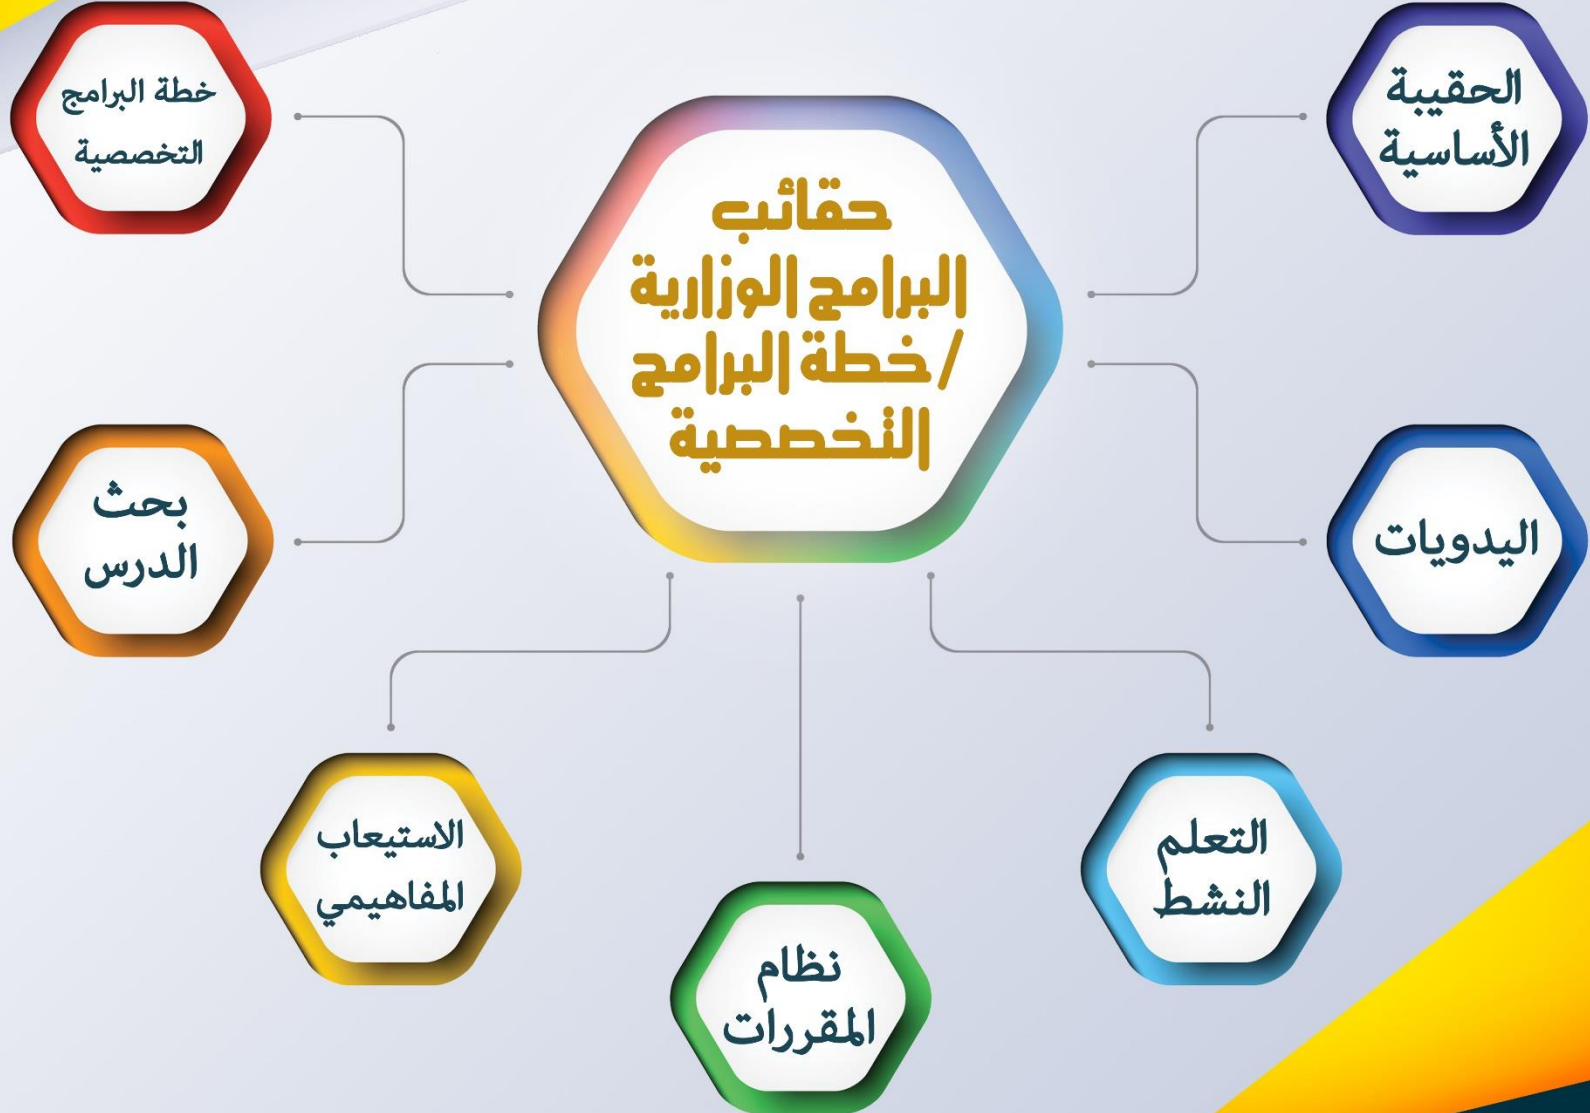 حقائب
البرامج الوزارية
/خطة البرامج
التخصصية
الحقيبة
الأساسية
اليدويات
التعلم
النشط
نظام
المقررات
الاستيعاب
المفاهيمي
بحث
الدرس
خطة البرامج
التخصصية